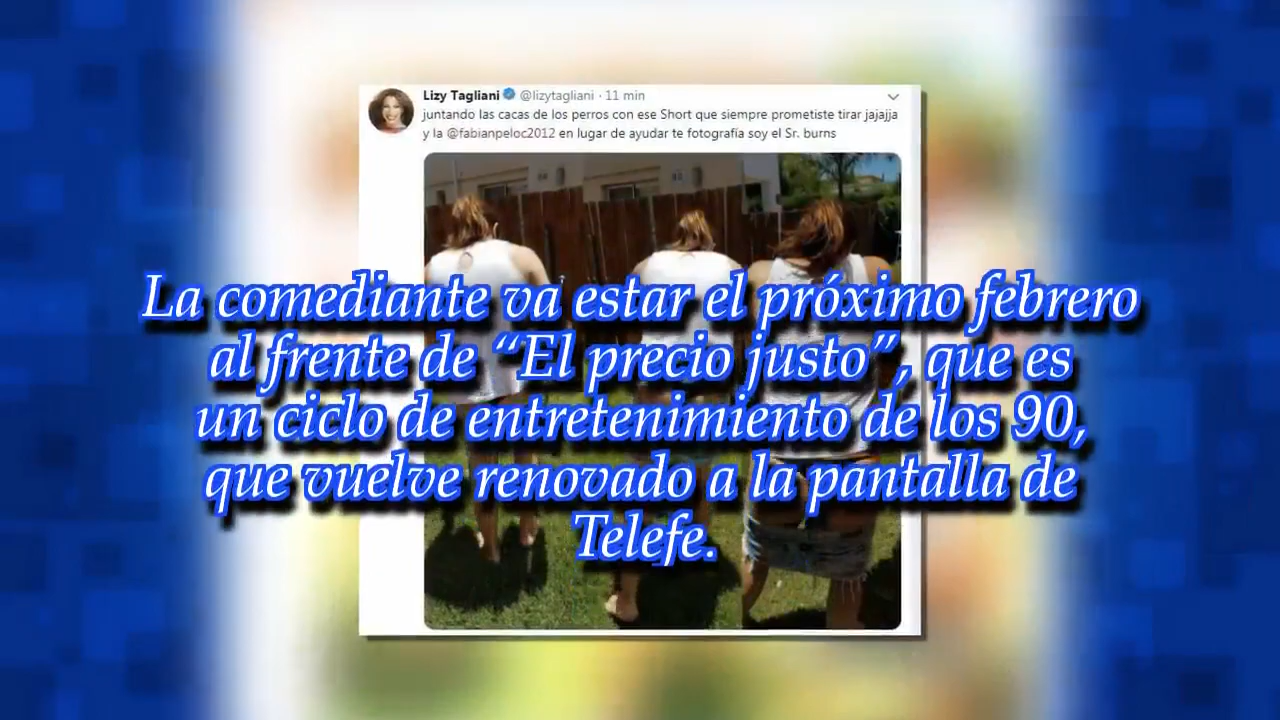 Lizy Tagliani @lizytagliani · 11 min
juntando las cacas de los perros con ese Short que siempre prometiste tirar jajajja
y la @fabianpeloc2012 en lugar de ayudar te fotografía soy el Sr. burns
La comediante va estar el próximo febrero
al frente de “El precio justo”, que es
un ciclo de entretenimiento de los 90,
que vuelve renovado a la pantalla de
Telefe.